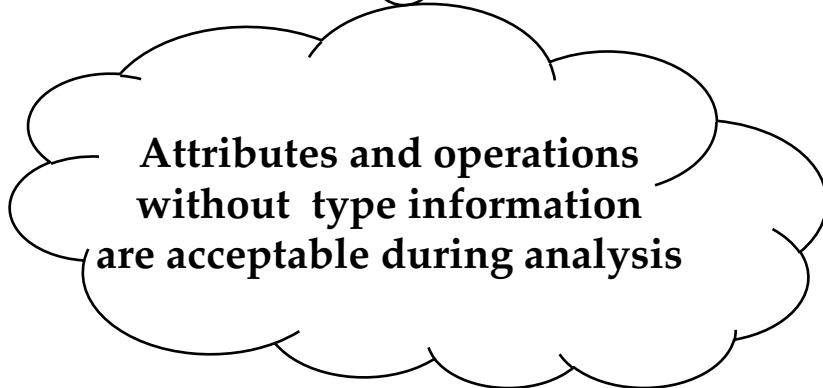 Attributes and operations
without  type information
are acceptable during analysis